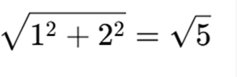 √(1² + 2²) = √5